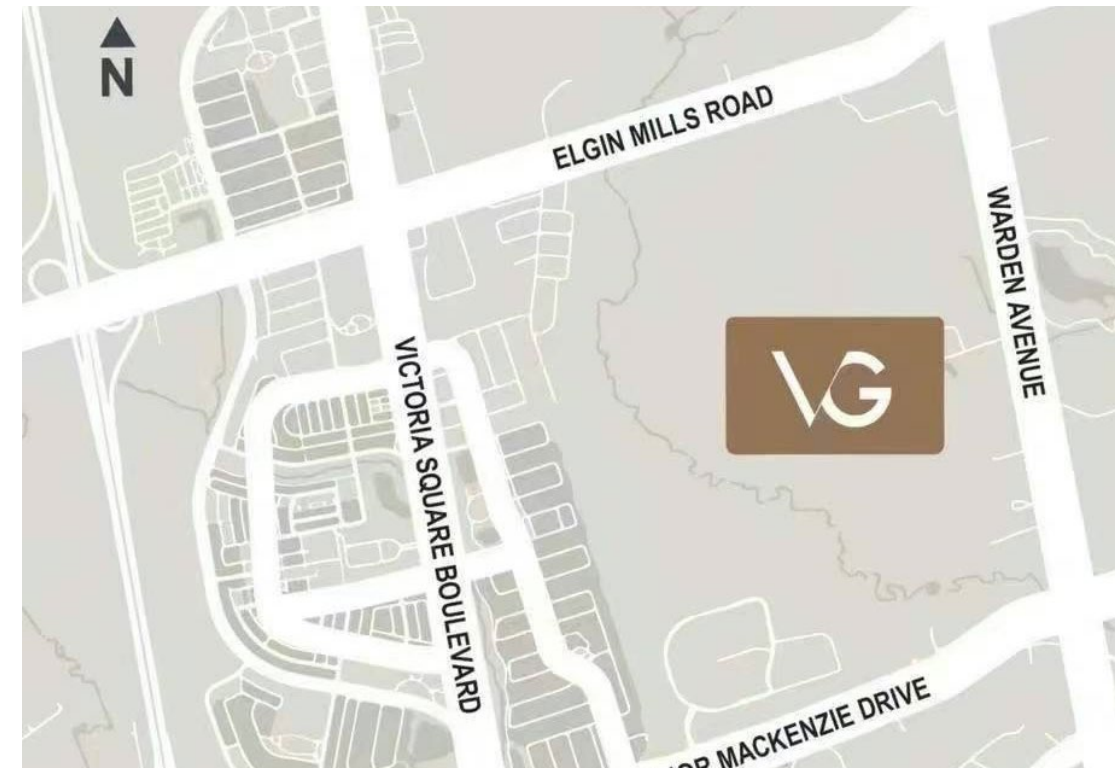 N
ELGIN MILLS ROAD
WARDEN AVENUE
VG
VICTORIA SQUARE BOULEVARD
MACKENZIE DRIVE